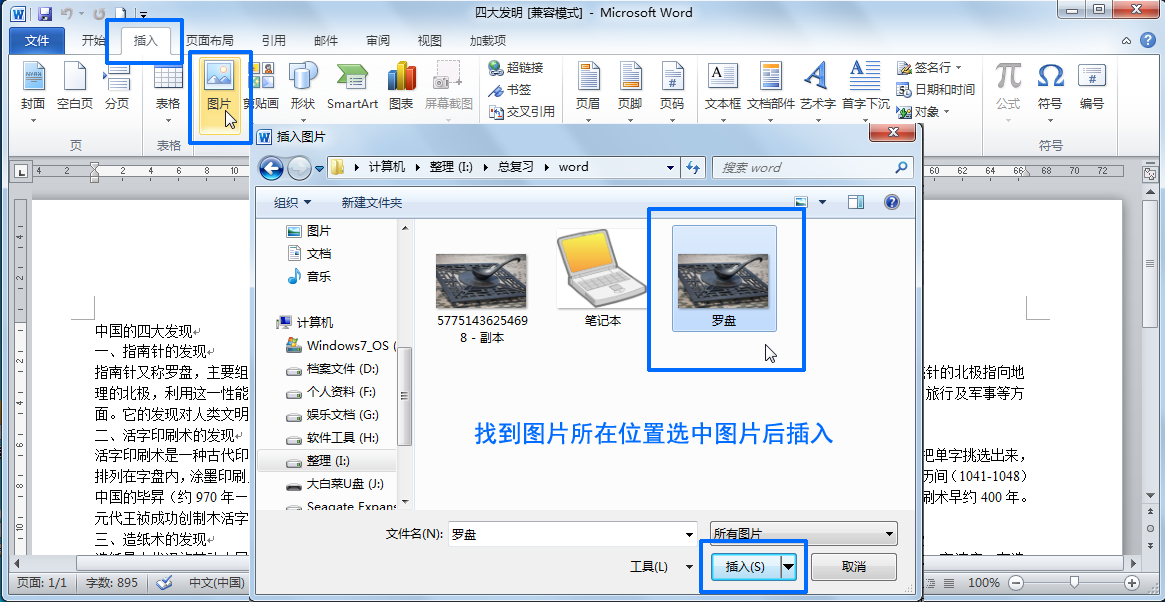 四大发明 [兼容模式] - Microsoft Word
文件 开始 插入 页面布局 引用 邮件 审阅 视图 加载项
封面 空白页 分页 表格 图片 剪贴画 形状 SmartArt 图表 屏幕截图 超链接 书签 交叉引用 页眉 页脚 页码 文本框 文档部件 艺术字 首字下沉 签名行 日期和时间 对象 公式 符号 编号
页 表格 符号
插入图片
计算机 整理 (I:) 总复习 word 搜索 word
组织 新建文件夹
4 2 2 4 6 8 10 60 62 64 66 68 70 72
图片
文档
音乐
计算机
Windows7_OS (
档案文件 (D:)
个人资料 (F:)
娱乐文档 (G:)
软件工具 (H:)
整理 (I:)
大白菜U盘 (J:)
Seagate Expans
5775143625469
8 - 副本
笔记本
罗盘
找到图片所在位置选中图片后插入
文件名(N): 罗盘 所有图片
工具(L) 插入(S) 取消
中国的四大发现
一、指南针的发现
指南针又称罗盘，主要组 针的北极指向地
理的北极，利用这一性能 旅行及军事等方
面。它的发现对人类文明
二、活字印刷术的发现
活字印刷术是一种古代印 把单字挑选出来，
排列在字盘内，涂墨印刷 历间（1041-1048）
中国的毕昇（约 970 年一 刷术早约 400 年。
元代王祯成功创制木活字
三、造纸术的发现
页面: 1/1 字数: 895 中文(中国) 100%